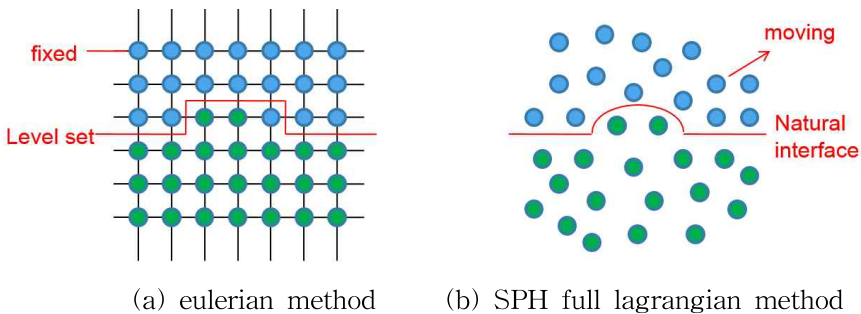 fixed
Level set
moving
Natural
interface
(a) eulerian method
(b) SPH full lagrangian method